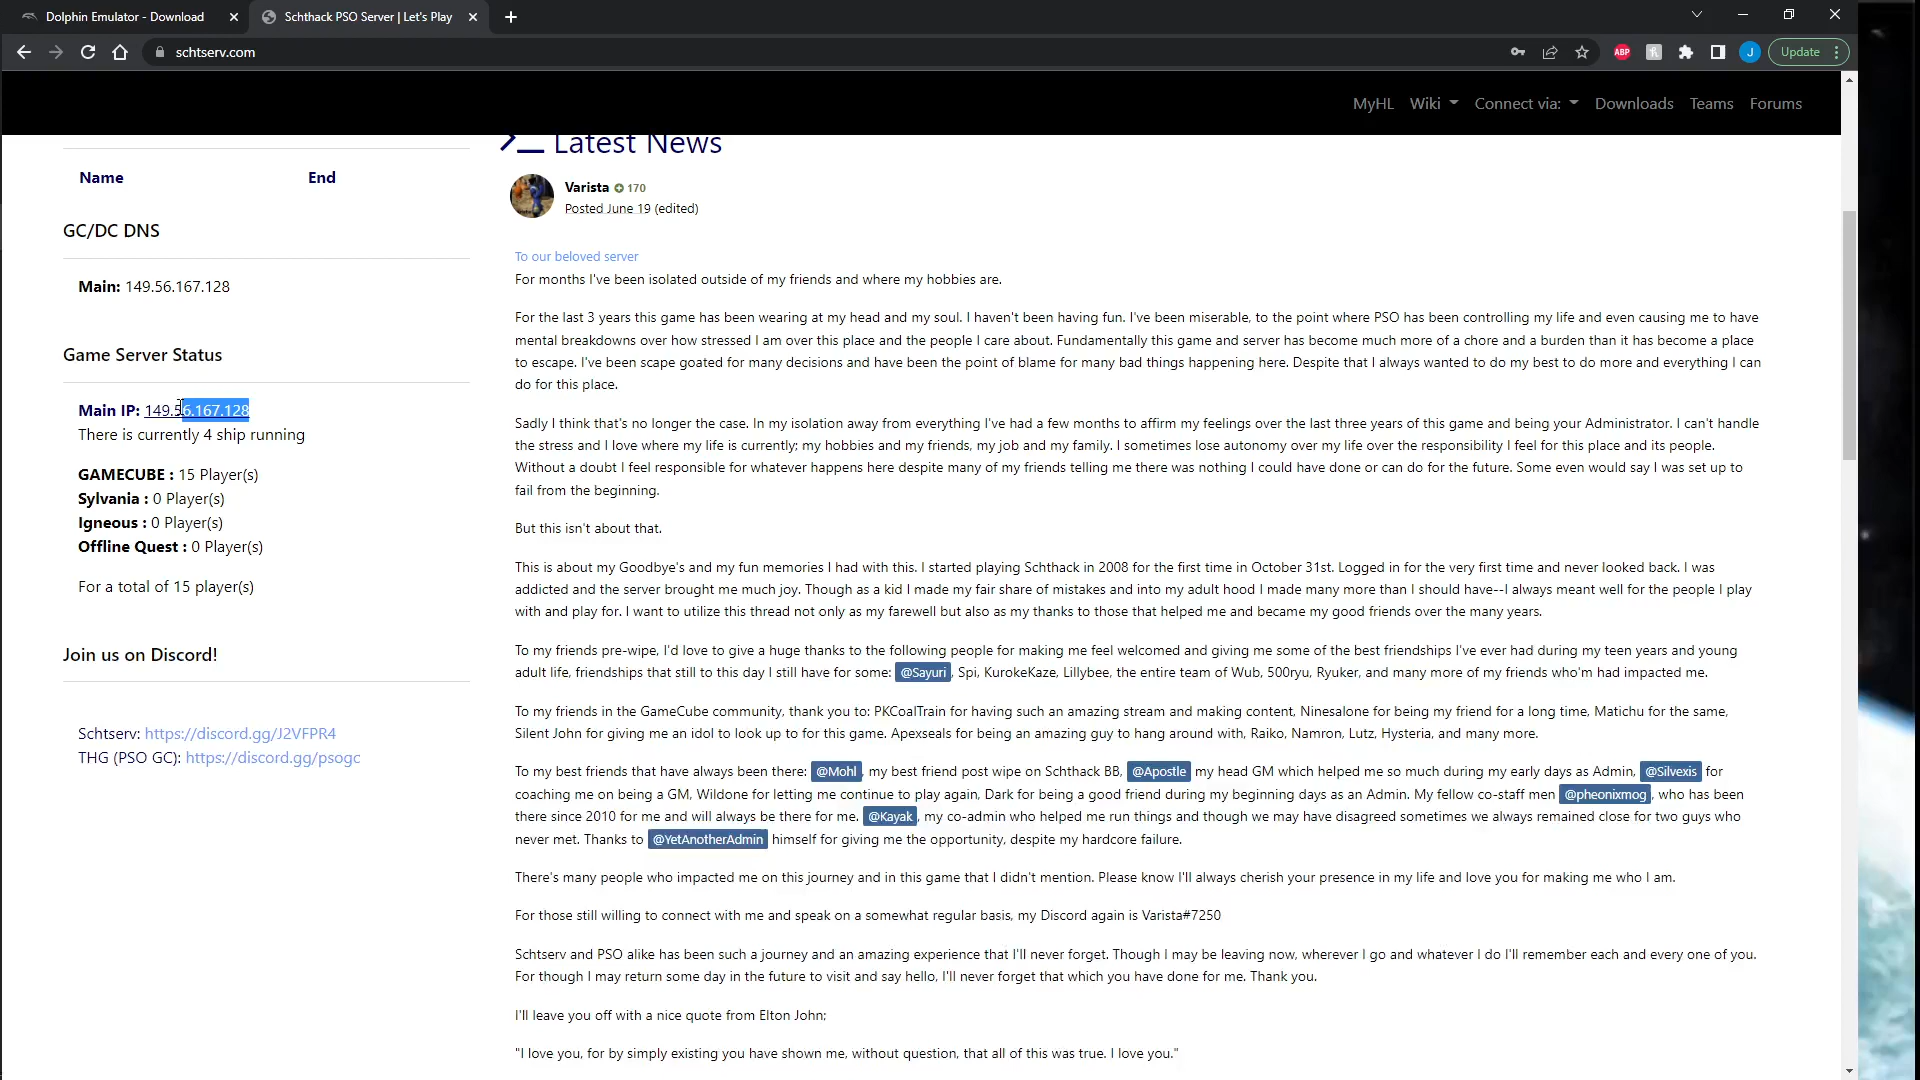 Dolphin Emulator - Download
Schthack PSO Server | Let's Play
schtserv.com
ABP
J
Update
MyHL Wiki Connect via: Downloads Teams Forums
Name End
GC/DC DNS
Main: 149.56.167.128
Game Server Status
Main IP: 149.56.167.128
There is currently 4 ship running
GAMECUBE : 15 Player(s)
Sylvania : 0 Player(s)
Igneous : 0 Player(s)
Offline Quest : 0 Player(s)
For a total of 15 player(s)
Join us on Discord!
Schtserv: https://discord.gg/J2VFPR4
THG (PSO GC): https://discord.gg/psogc
Latest News
Varista 170
Posted June 19 (edited)
To our beloved server
For months I've been isolated outside of my friends and where my hobbies are.
For the last 3 years this game has been wearing at my head and my soul. I haven't been having fun. I've been miserable, to the point where PSO has been controlling my life and even causing me to have
mental breakdowns over how stressed I am over this place and the people I care about. Fundamentally this game and server has become much more of a chore and a burden than it has become a place
to escape. I've been scape goated for many decisions and have been the point of blame for many bad things happening here. Despite that I always wanted to do my best to do more and everything I can
do for this place.
Sadly I think that's no longer the case. In my isolation away from everything I've had a few months to affirm my feelings over the last three years of this game and being your Administrator. I can't handle
the stress and I love where my life is currently; my hobbies and my friends, my job and my family. I sometimes lose autonomy over my life over the responsibility I feel for this place and its people.
Without a doubt I feel responsible for whatever happens here despite many of my friends telling me there was nothing I could have done or can do for the future. Some even would say I was set up to
fail from the beginning.
But this isn't about that.
This is about my Goodbye's and my fun memories I had with this. I started playing Schthack in 2008 for the first time in October 31st. Logged in for the very first time and never looked back. I was
addicted and the server brought me much joy. Though as a kid I made my fair share of mistakes and into my adult hood I made many more than I should have--I always meant well for the people I play
with and play for. I want to utilize this thread not only as my farewell but also as my thanks to those that helped me and became my good friends over the many years.
To my friends pre-wipe, I'd love to give a huge thanks to the following people for making me feel welcomed and giving me some of the best friendships I've ever had during my teen years and young
adult life, friendships that still to this day I still have for some: @Sayuri, Spi, KurokeKaze, Lillybee, the entire team of Wub, 500ryu, Ryuker, and many more of my friends who'm had impacted me.
To my friends in the GameCube community, thank you to: PKCoalTrain for having such an amazing stream and making content, Ninesalone for being my friend for a long time, Matichu for the same,
Silent John for giving me an idol to look up to for this game. Apexseals for being an amazing guy to hang around with, Raiko, Namron, Lutz, Hysteria, and many more.
To my best friends that have always been there: @Mohl, my best friend post wipe on Schthack BB, @Apostle my head GM which helped me so much during my early days as Admin, @Silvexis for
coaching me on being a GM, Wildone for letting me continue to play again, Dark for being a good friend during my beginning days as an Admin. My fellow co-staff men @pheonixmog, who has been
there since 2010 for me and will always be there for me. @Kayak, my co-admin who helped me run things and though we may have disagreed sometimes we always remained close for two guys who
never met. Thanks to @YetAnotherAdmin himself for giving me the opportunity, despite my hardcore failure.
There's many people who impacted me on this journey and in this game that I didn't mention. Please know I'll always cherish your presence in my life and love you for making me who I am.
For those still willing to connect with me and speak on a somewhat regular basis, my Discord again is Varista#7250
Schtserv and PSO alike has been such a journey and an amazing experience that I'll never forget. Though I may be leaving now, wherever I go and whatever I do I'll remember each and every one of you.
For though I may return some day in the future to visit and say hello, I'll never forget that which you have done for me. Thank you.
I'll leave you off with a nice quote from Elton John;
"I love you, for by simply existing you have shown me, without question, that all of this was true. I love you."